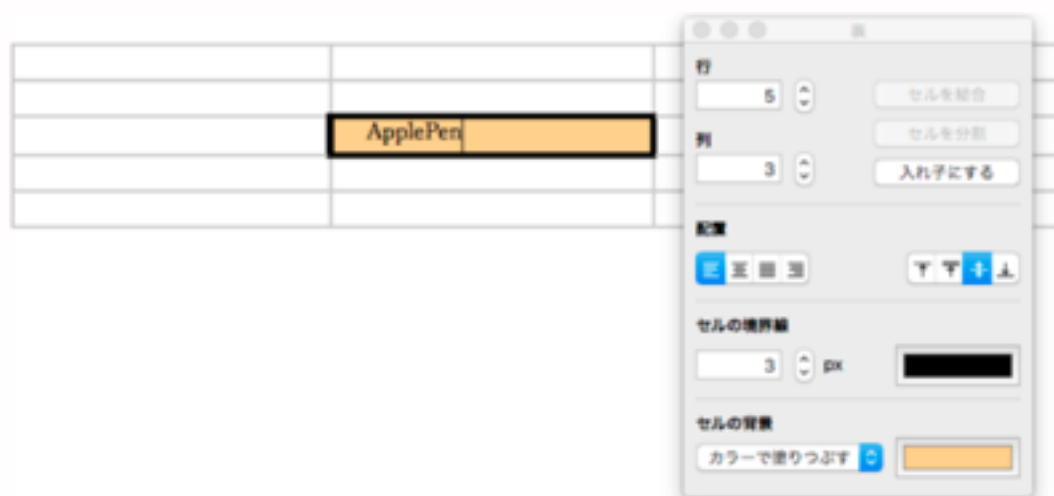 ApplePen
表
行
5
セルを結合
列
セルを分割
3
入れ子にする
配置
セルの境界線
3 px
セルの背景
カラーで塗りつぶす